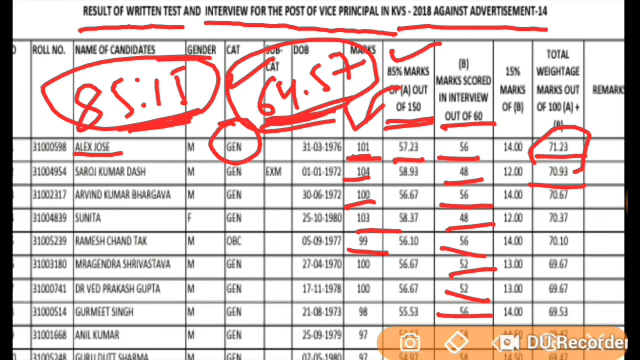 RESULT OF WRITTEN TEST AND INTERVIEW FOR THE POST OF VICE PRINCIPAL IN KVS - 2018 AGAINST ADVERTISEMENT-14
ROLL NO. NAME OF CANDIDATES GENDER CAT SUB-CAT DOB MARKS 85% MARKS OF (A) OUT OF 150 (B) MARKS SCORED IN INTERVIEW OUT OF 60 15% MARKS OF (B) TOTAL WEIGHTAGE MARKS OUT OF 100 (A) + (B) REMARKS
85:15 64.57
31000598 ALEX JOSE M GEN 31-03-1976 101 57.23 56 14.00 71.23
31004954 SAROJ KUMAR DASH M GEN EXM 01-01-1972 104 58.93 48 12.00 70.93
31002317 ARVIND KUMAR BHARGAVA M GEN 30-06-1972 100 56.67 56 14.00 70.67
31004839 SUNITA F GEN 25-10-1980 103 58.37 48 12.00 70.37
31005239 RAMESH CHAND TAK M OBC 05-09-1977 99 56.10 56 14.00 70.10
31003180 MRAGENDRA SHRIVASTAVA M GEN 27-04-1970 100 56.67 52 13.00 69.67
31000741 DR VED PRAKASH GUPTA M GEN 17-11-1978 100 56.67 52 13.00 69.67
31000514 GURMEET SINGH M GEN 21-08-1973 98 55.53 56 14.00 69.53
31001668 ANIL KUMAR M GEN 25-09-1979 97
31005248 GURU DUTT SHARMA M GEN 07-05-1980 97
DU Recorder